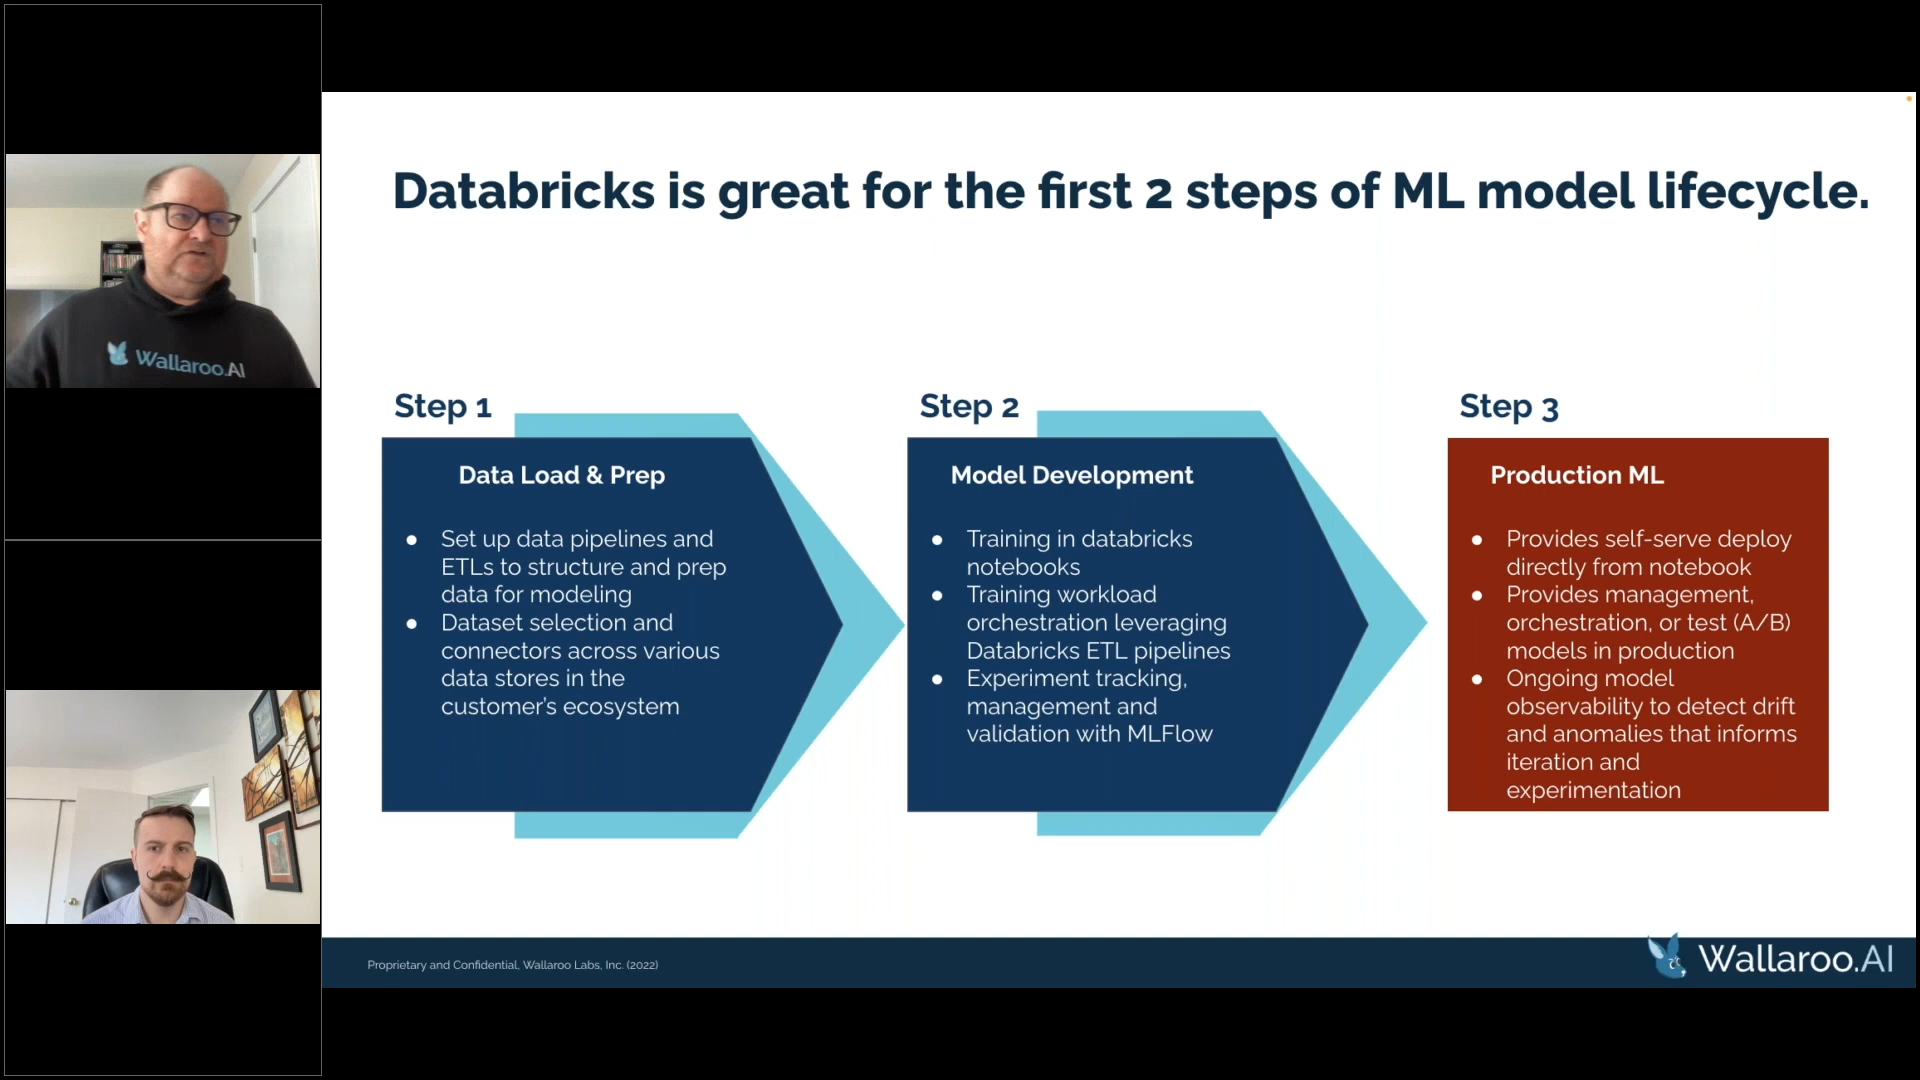 Wallaroo.AI
Databricks is great for the first 2 steps of ML model lifecycle.
Step 1
Data Load & Prep
● Set up data pipelines and
ETLs to structure and prep
data for modeling
● Dataset selection and
connectors across various
data stores in the
customer's ecosystem
Step 2
Model Development
● Training in databricks
notebooks
● Training workload
orchestration leveraging
Databricks ETL pipelines
● Experiment tracking,
management and
validation with MLFlow
Step 3
Production ML
● Provides self-serve deploy
directly from notebook
● Provides management,
orchestration, or test (A/B)
models in production
● Ongoing model
observability to detect drift
and anomalies that informs
iteration and
experimentation
Proprietary and Confidential, Wallaroo Labs, Inc. (2022)
Wallaroo.AI